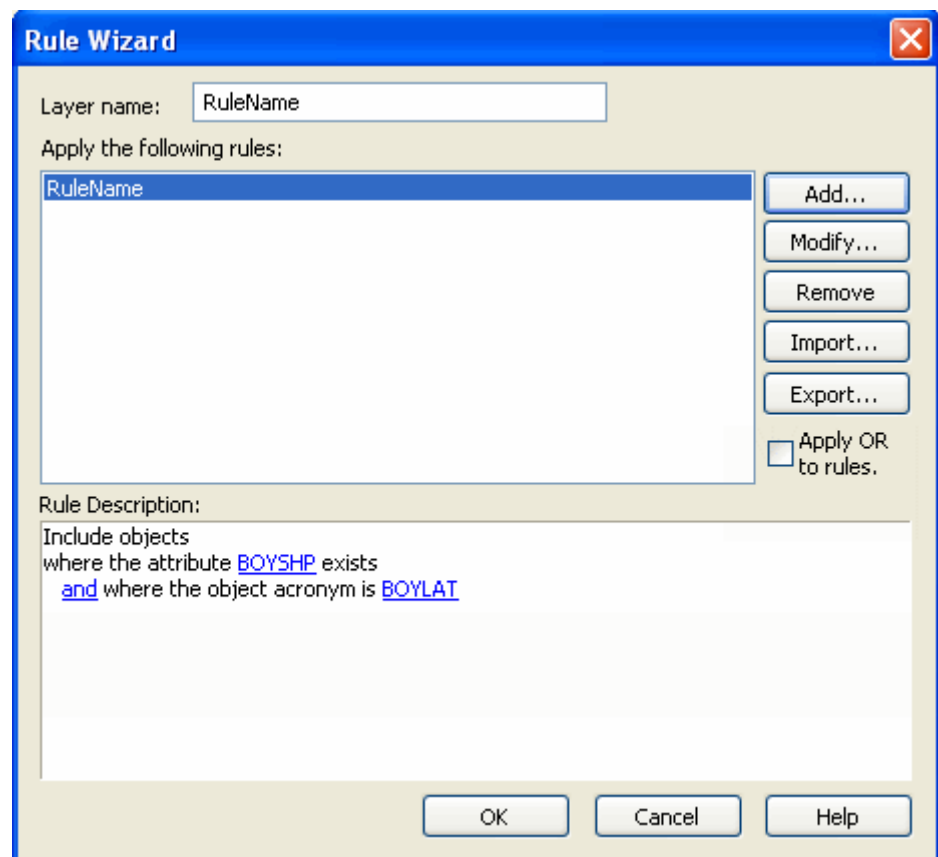 Rule Wizard
Layer name: RuleName
Apply the following rules:
RuleName
Add...
Modify...
Remove
Import...
Export...
Apply OR
to rules.
Rule Description:
Include objects
where the attribute BOYSHP exists
and where the object acronym is BOYLAT
OK Cancel Help